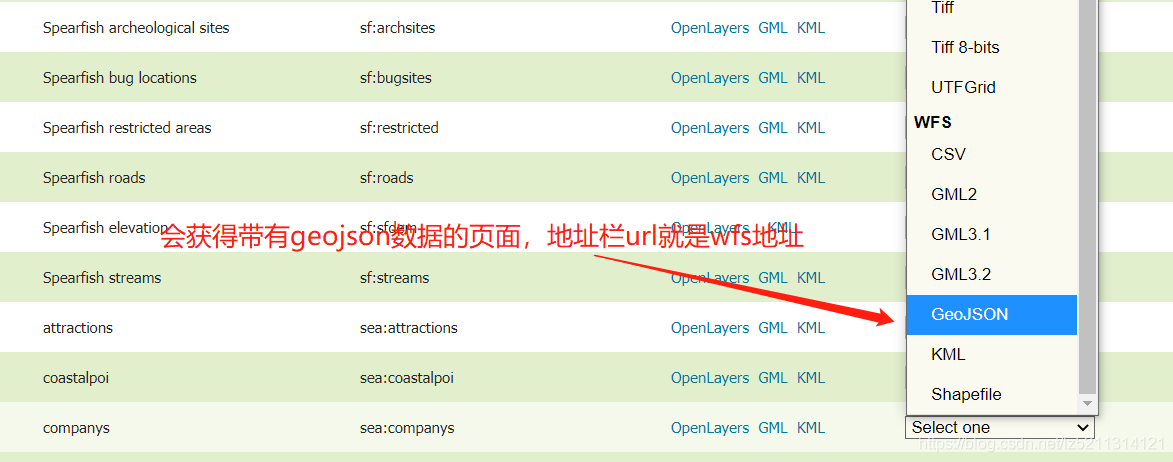 Tiff
Spearfish archeological sites sf:archsites OpenLayers GML KML
Tiff 8-bits
Spearfish bug locations sf:bugsites OpenLayers GML KML
UTFGrid
WFS
Spearfish restricted areas sf:restricted OpenLayers GML KML
CSV
Spearfish roads sf:roads OpenLayers GML KML
GML2
Spearfish elevation sf:sfdem OpenLayers KML
会获得带有geojson数据的页面，地址栏url就是wfs地址
GML3.1
Spearfish streams sf:streams OpenLayers GML KML
GML3.2
GeoJSON
attractions sea:attractions OpenLayers GML KML
KML
coastalpoi sea:coastalpoi OpenLayers GML KML
Shapefile
companys sea:companys OpenLayers GML KML Select one
https://blog.csdn.net/lz5211314121